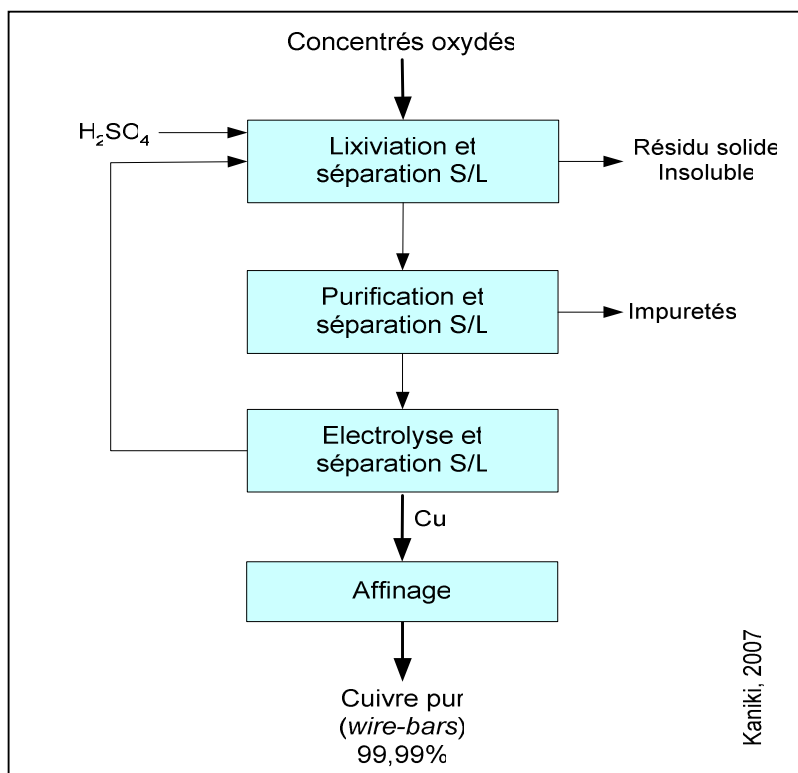 Concentrés oxydés
H₂SO₄
Lixiviation et
séparation S/L
Résidu solide
Insoluble
Purification et
séparation S/L
Impuretés
Electrolyse et
séparation S/L
Cu
Affinage
Cuivre pur
(wire-bars)
99,99%
Kaniki, 2007